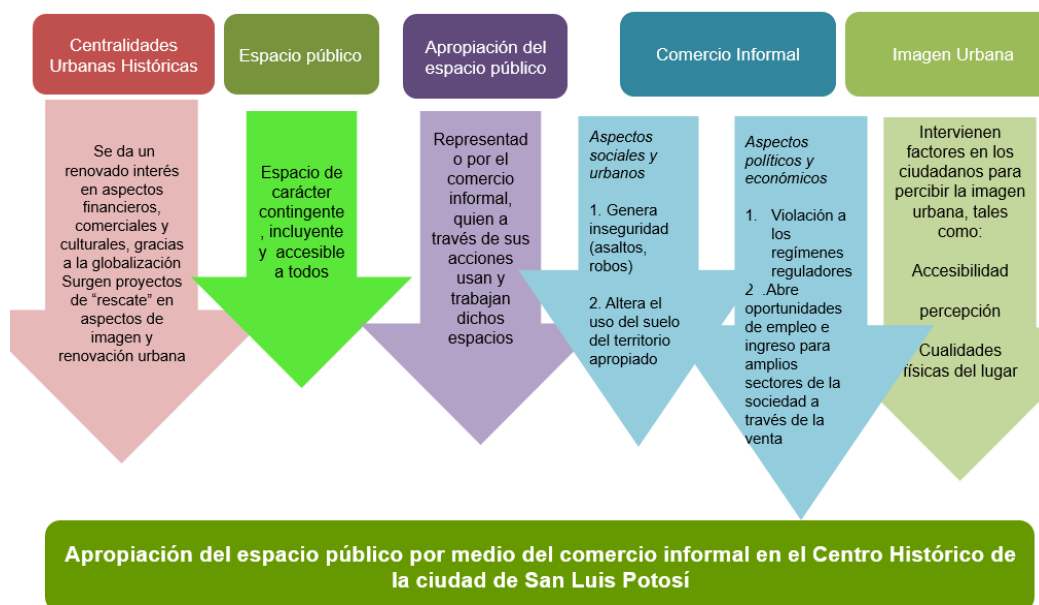 Centralidades
Urbanas Históricas
Espacio público
Apropiación del
espacio público
Comercio Informal
Imagen Urbana
Se da un
renovado interés
en aspectos
financieros,
comerciales y
culturales, gracias
a la globalización
Surgen proyectos
de “rescate” en
aspectos de
imagen y
renovación urbana
Espacio de
carácter
contingente
, incluyente
y accesible
a todos
Representad
o por el
comercio
informal,
quien a
través de sus
acciones
usan y
trabajan
dichos
espacios
Aspectos
sociales y
urbanos
1. Genera
inseguridad
(asaltos,
robos)
2. Altera el
uso del suelo
del territorio
apropiado
Aspectos
políticos y
económicos
1. Violación a
los
regímenes
reguladores
2. .Abre
oportunidades
de empleo e
ingreso para
amplios
sectores de la
sociedad a
través de la
venta
Intervienen
factores en los
ciudadanos para
percibir la imagen
urbana, tales
como:
Accesibilidad
percepción
Cualidades
físicas del lugar
Apropiación del espacio público por medio del comercio informal en el Centro Histórico de
la ciudad de San Luis Potosí